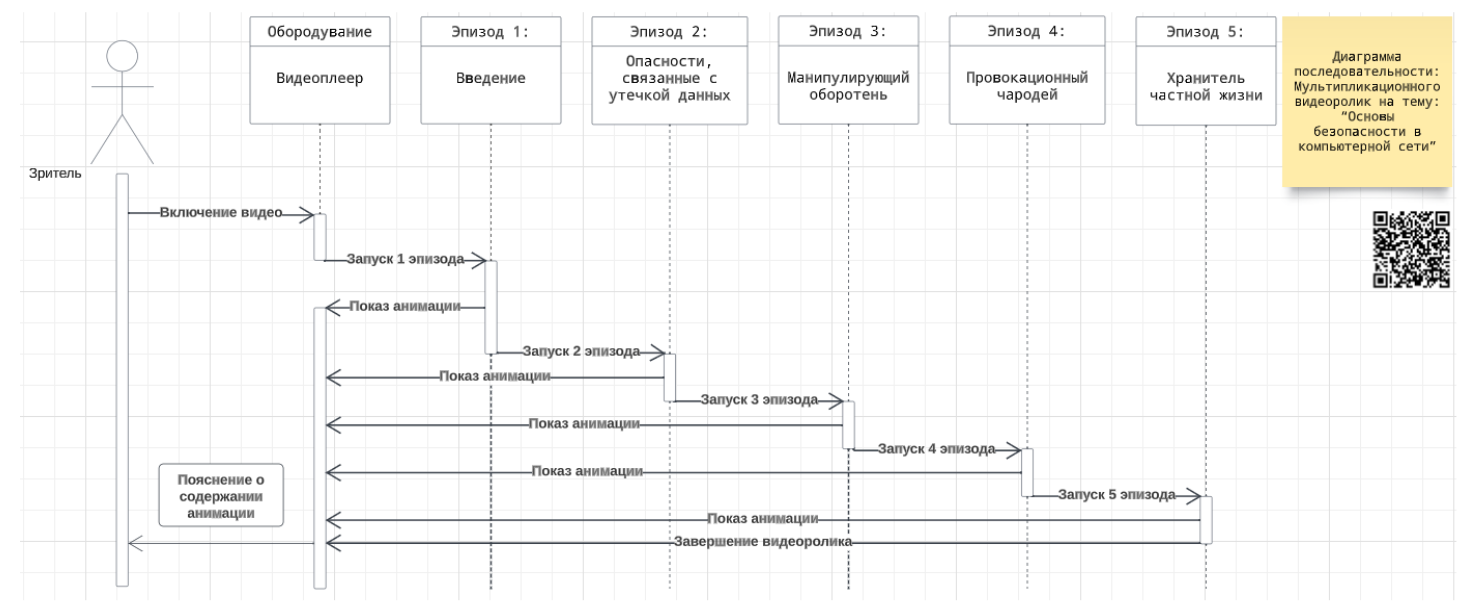 Обородувание
Видеоплеер
Эпизод 1:
Введение
Эпизод 2:
Опасности,
связанные с
утечкой данных
Эпизод 3:
Манипулирующий
оборотень
Эпизод 4:
Провокационный
чародей
Эпизод 5:
Хранитель
частной жизни
Диаграмма
последовательности:
Мультипликационного
видеоролик на тему:
“Основы
безопасности в
компьютерной сети”
Зритель
Включение видео
Запуск 1 эпизода
Показ анимации
Запуск 2 эпизода
Показ анимации
Запуск 3 эпизода
Показ анимации
Запуск 4 эпизода
Показ анимации
Запуск 5 эпизода
Пояснение о
содержании
анимации
Показ анимации
Завершение видеоролика